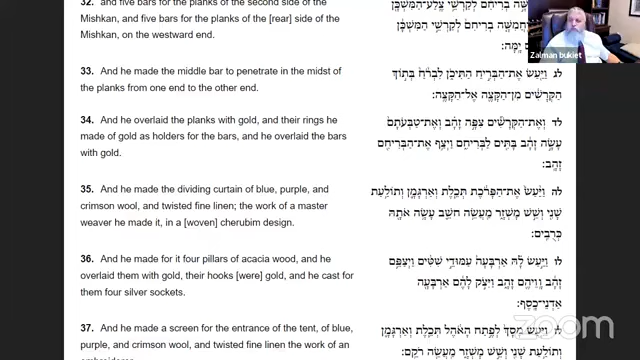 32. and five bars for the planks of the second side of the
Mishkan, and five bars for the planks of the [rear] side of the
Mishkan, on the westward end.
וַחֲמִשָּׁה בְרִיחִם לְקַרְשֵׁי צֶלַע־הַמִּשְׁכָּן
וַחֲמִשָּׁה בְרִיחִם לְקַרְשֵׁי הַמִּשְׁכָּן
יָמָּה:
33. And he made the middle bar to penetrate in the midst of
the planks from one end to the other end.
לג וַיַּעַשׂ אֶת־הַבְּרִיחַ הַתִּיכֹן לִבְרֹחַ בְּתוֹךְ
הַקְּרָשִׁים מִן־הַקָּצֶה אֶל־הַקָּצֶה:
34. And he overlaid the planks with gold, and their rings he
made of gold as holders for the bars, and he overlaid the bars
with gold.
לד וְאֶת־הַקְּרָשִׁים צִפָּה זָהָב וְאֶת־טַבְּעֹתָם
עָשָׂה זָהָב בָּתִּים לַבְּרִיחִם וַיְצַף אֶת־הַבְּרִיחִם
זָהָב:
35. And he made the dividing curtain of blue, purple, and
crimson wool, and twisted fine linen; the work of a master
weaver he made it, in a [woven] cherubim design.
לה וַיַּעַשׂ אֶת־הַפָּרֹכֶת תְּכֵלֶת וְאַרְגָּמָן וְתוֹלַעַת
שָׁנִי וְשֵׁשׁ מָשְׁזָר מַעֲשֵׂה חֹשֵׁב עָשָׂה אֹתָהּ
כְּרֻבִים:
36. And he made for it four pillars of acacia wood, and he
overlaid them with gold, their hooks [were] gold, and he cast for
them four silver sockets.
לו וַיַּעַשׂ לָהּ אַרְבָּעָה עַמּוּדֵי שִׁטִּים וַיְצַפֵּם
זָהָב וָוֵיהֶם זָהָב וַיִּצֹק לָהֶם אַרְבָּעָה
אַדְנֵי־כָסֶף:
37. And he made a screen for the entrance of the tent, of blue,
purple, and crimson wool, and twisted fine linen the work of an
embroiderer
לז וַיַּעַשׂ מָסָךְ לְפֶתַח הָאֹהֶל תְּכֵלֶת וְאַרְגָּמָן
וְתוֹלַעַת שָׁנִי וְשֵׁשׁ מָשְׁזָר מַעֲשֵׂה רֹקֵם:
Zalman bukiet
zoom